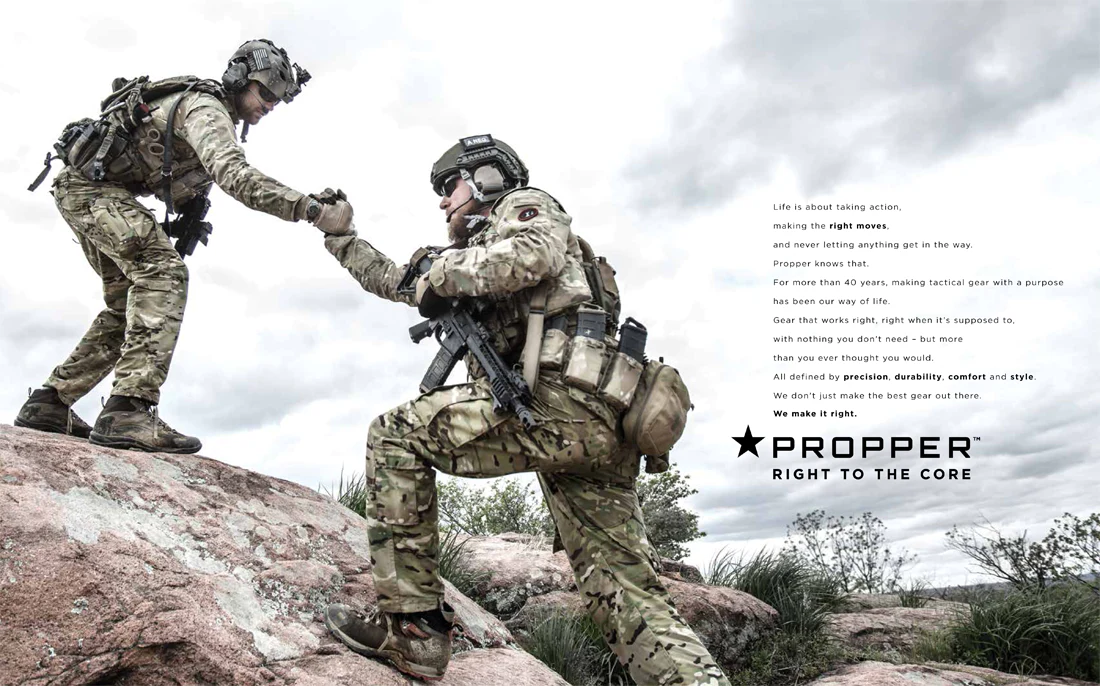 Life is about taking action,
making the right moves,
and never letting anything get in the way.
Propper knows that.
For more than 40 years, making tactical gear with a purpose
has been our way of life.
Gear that works right, right when it's supposed to,
with nothing you don't need – but more
than you ever thought you would.
All defined by precision, durability, comfort and style.
We don't just make the best gear out there.
We make it right.
PROPPER™
RIGHT TO THE CORE